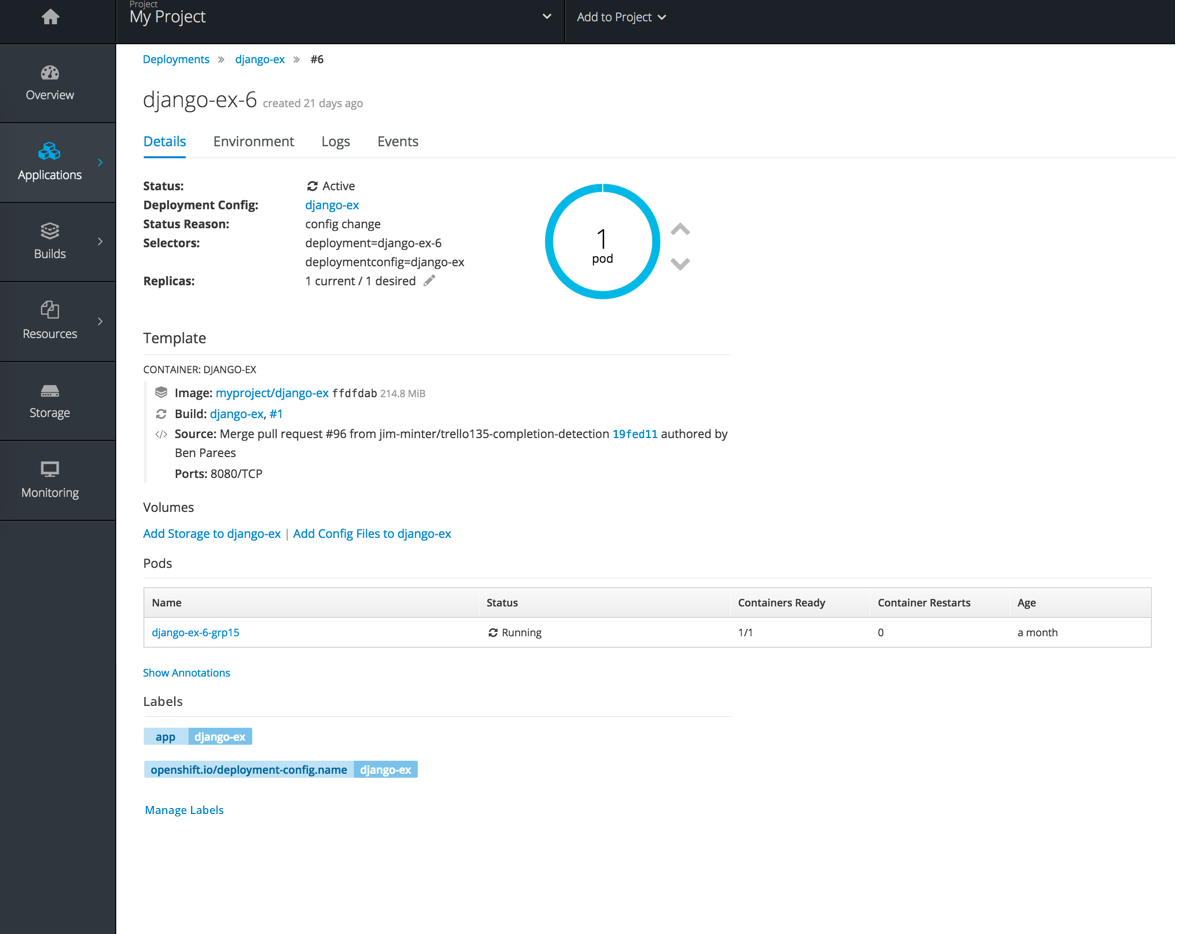 Project
My Project
Add to Project
Overview
Applications
Builds
Resources
Storage
Monitoring
Deployments » django-ex » #6
django-ex-6 created 21 days ago
Details Environment Logs Events
Status: Active
Deployment Config: django-ex
Status Reason: config change
Selectors: deployment=django-ex-6
deploymentconfig=django-ex
Replicas: 1 current / 1 desired
1
pod
Template
CONTAINER: DJANGO-EX
Image: myproject/django-ex ffdfdab 214.8 MiB
Build: django-ex, #1
</> Source: Merge pull request #96 from jim-minter/trello135-completion-detection 19fed11 authored by
Ben Parees
Ports: 8080/TCP
Volumes
Add Storage to django-ex | Add Config Files to django-ex
Pods
Name Status Containers Ready Container Restarts Age
django-ex-6-grp15 Running 1/1 0 a month
Show Annotations
Labels
app django-ex
openshift.io/deployment-config.name django-ex
Manage Labels